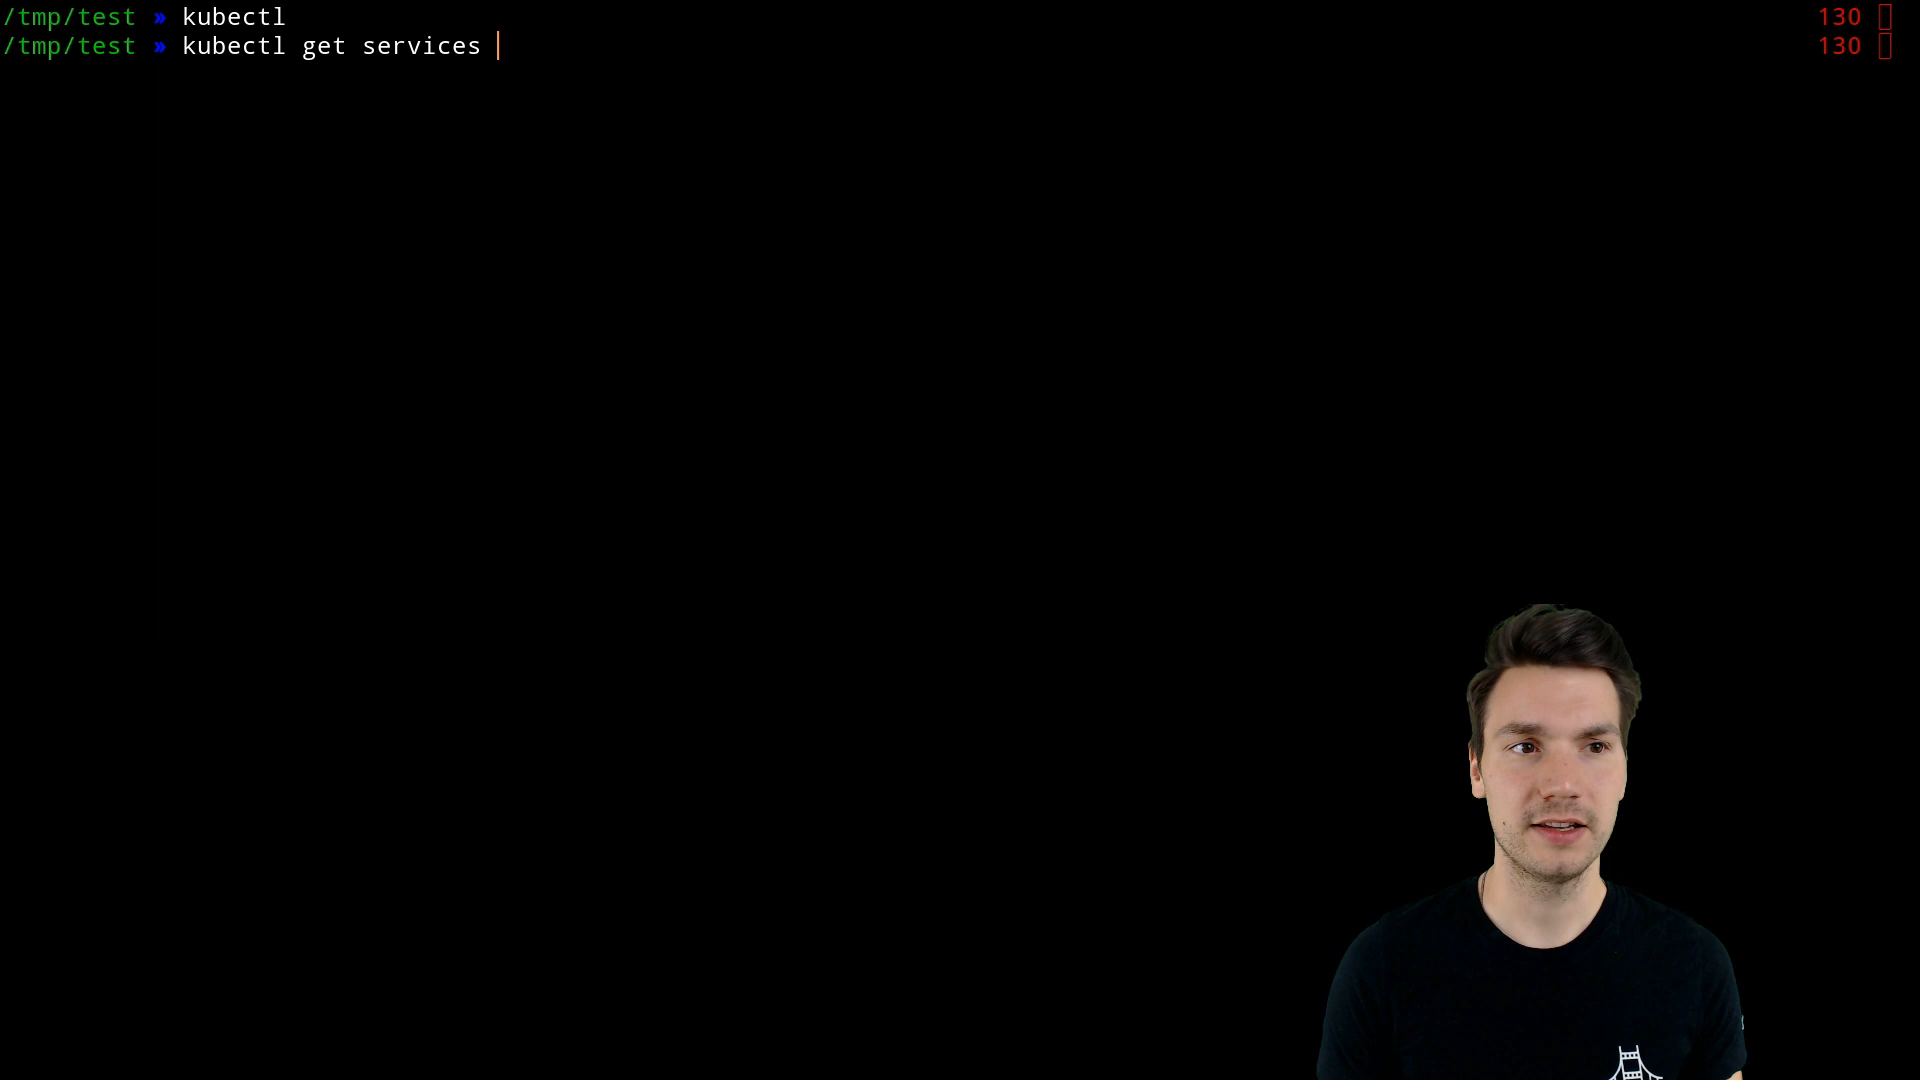 /tmp/test » kubectl 130
/tmp/test » kubectl get services 130